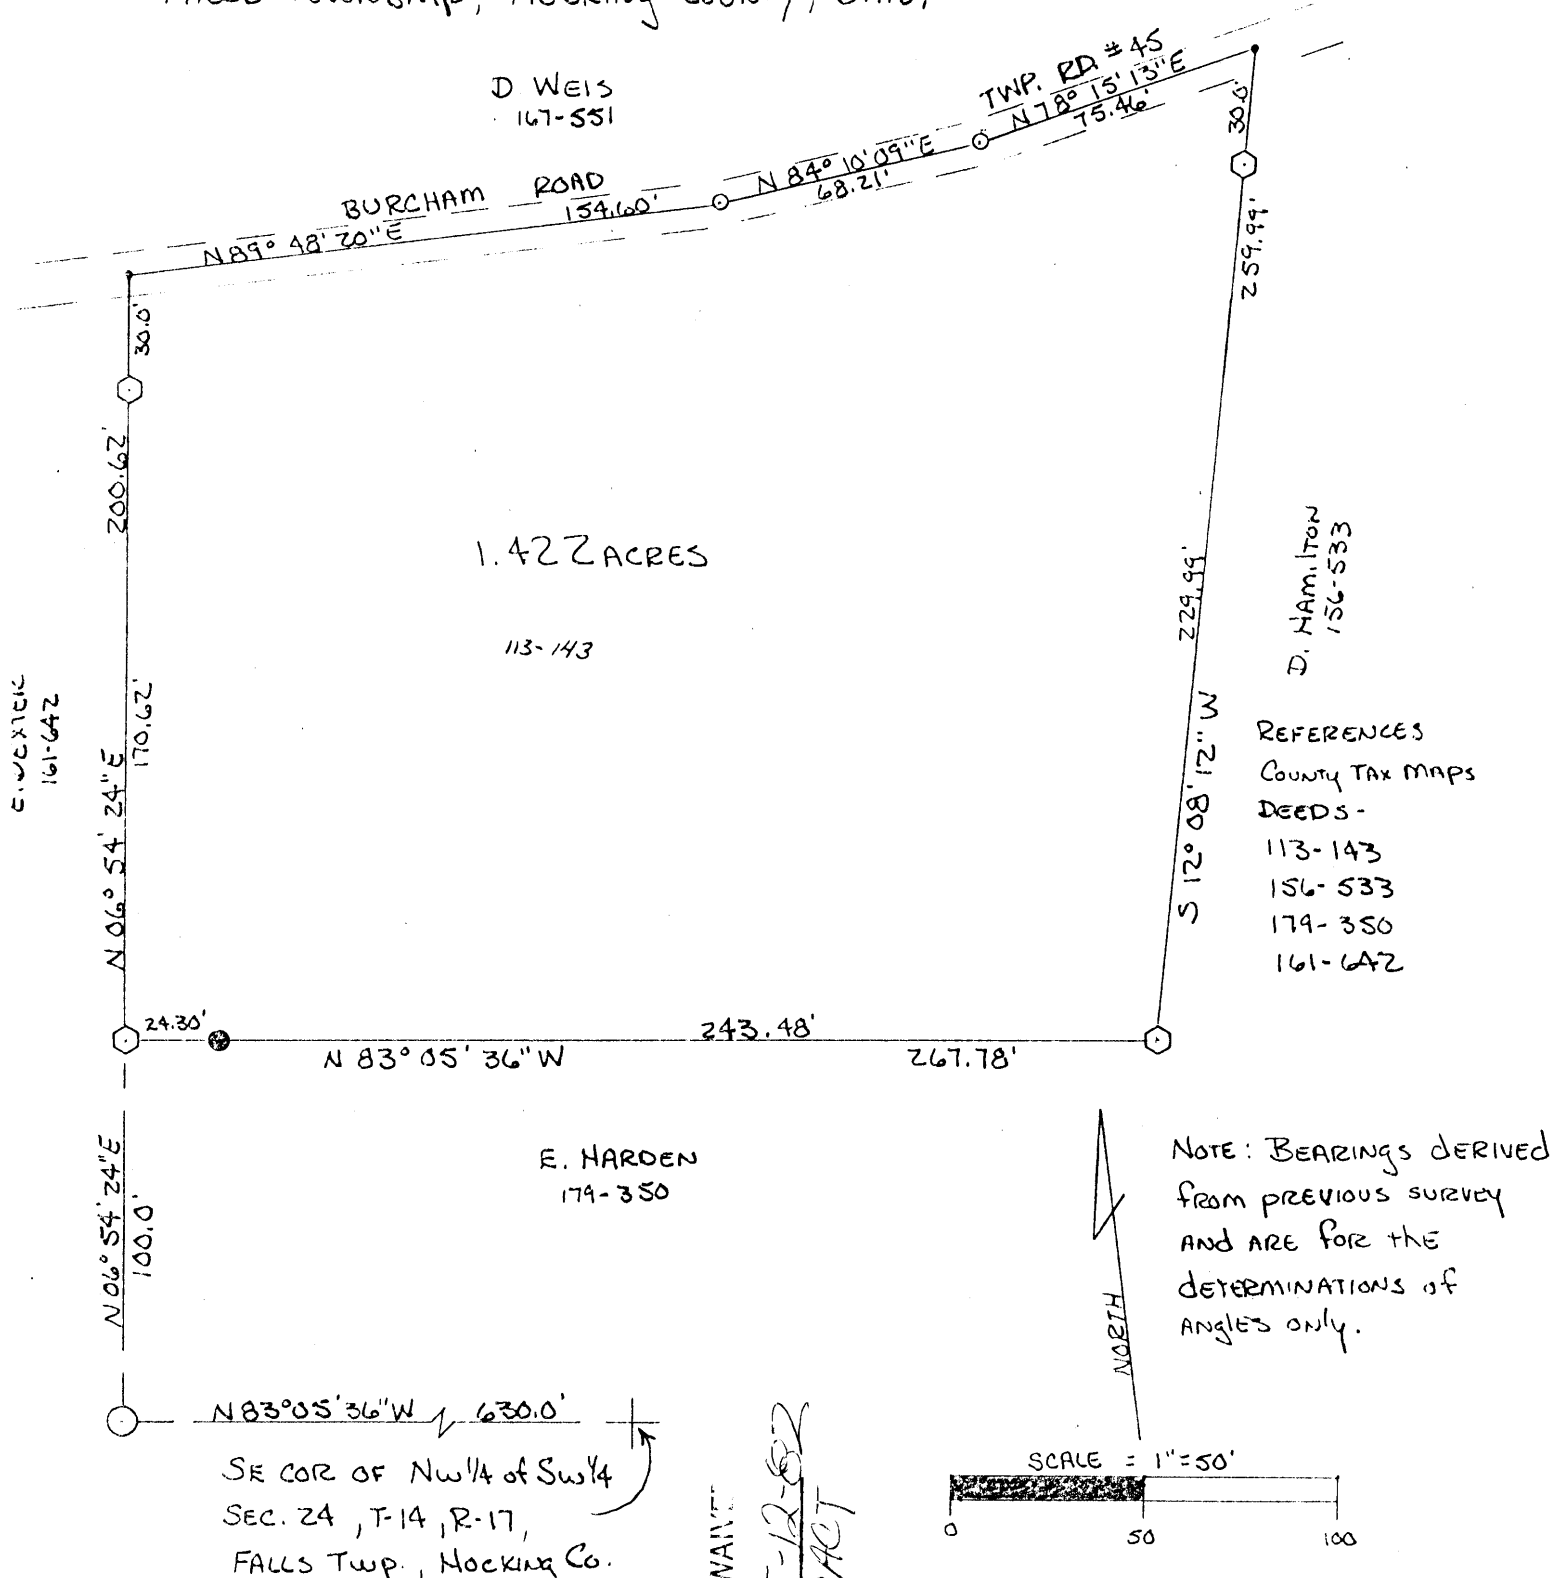 FALLS TOWNSHIP, HOCKING COUNTY, OHIO,
D WEIS
167-551
TWP. RD. #45
N 78° 15' 13" E
75.46'
N 84° 10' 09" E
68.21'
BURCHAM ROAD
154.60'
N 89° 48' 20" E
30.0'
30.0'
259.99'
200.62'
1.422 ACRES
113-143
229.99'
D. HAMILTON
156-533
161-642
170.62'
N 06° 54' 24" E
S 12° 08' 12" W
REFERENCES
COUNTY TAX MAPS
DEEDS -
113-143
156-533
179-350
161-642
24.30'
243.48'
N 83° 05' 36" W
267.78'
E. HARDEN
179-350
N 06° 54' 24" E
100.0'
NOTE: BEARINGS DERIVED
FROM PREVIOUS SURVEY
AND ARE FOR THE
DETERMINATIONS OF
ANGLES ONLY.
NORTH
N 83° 05' 36" W 630.0'
SE COR OF NW 1/4 of SW 1/4
SEC. 24, T-14, R-17,
FALLS TWP., HOCKING CO.
SCALE = 1"=50'
0 50 100